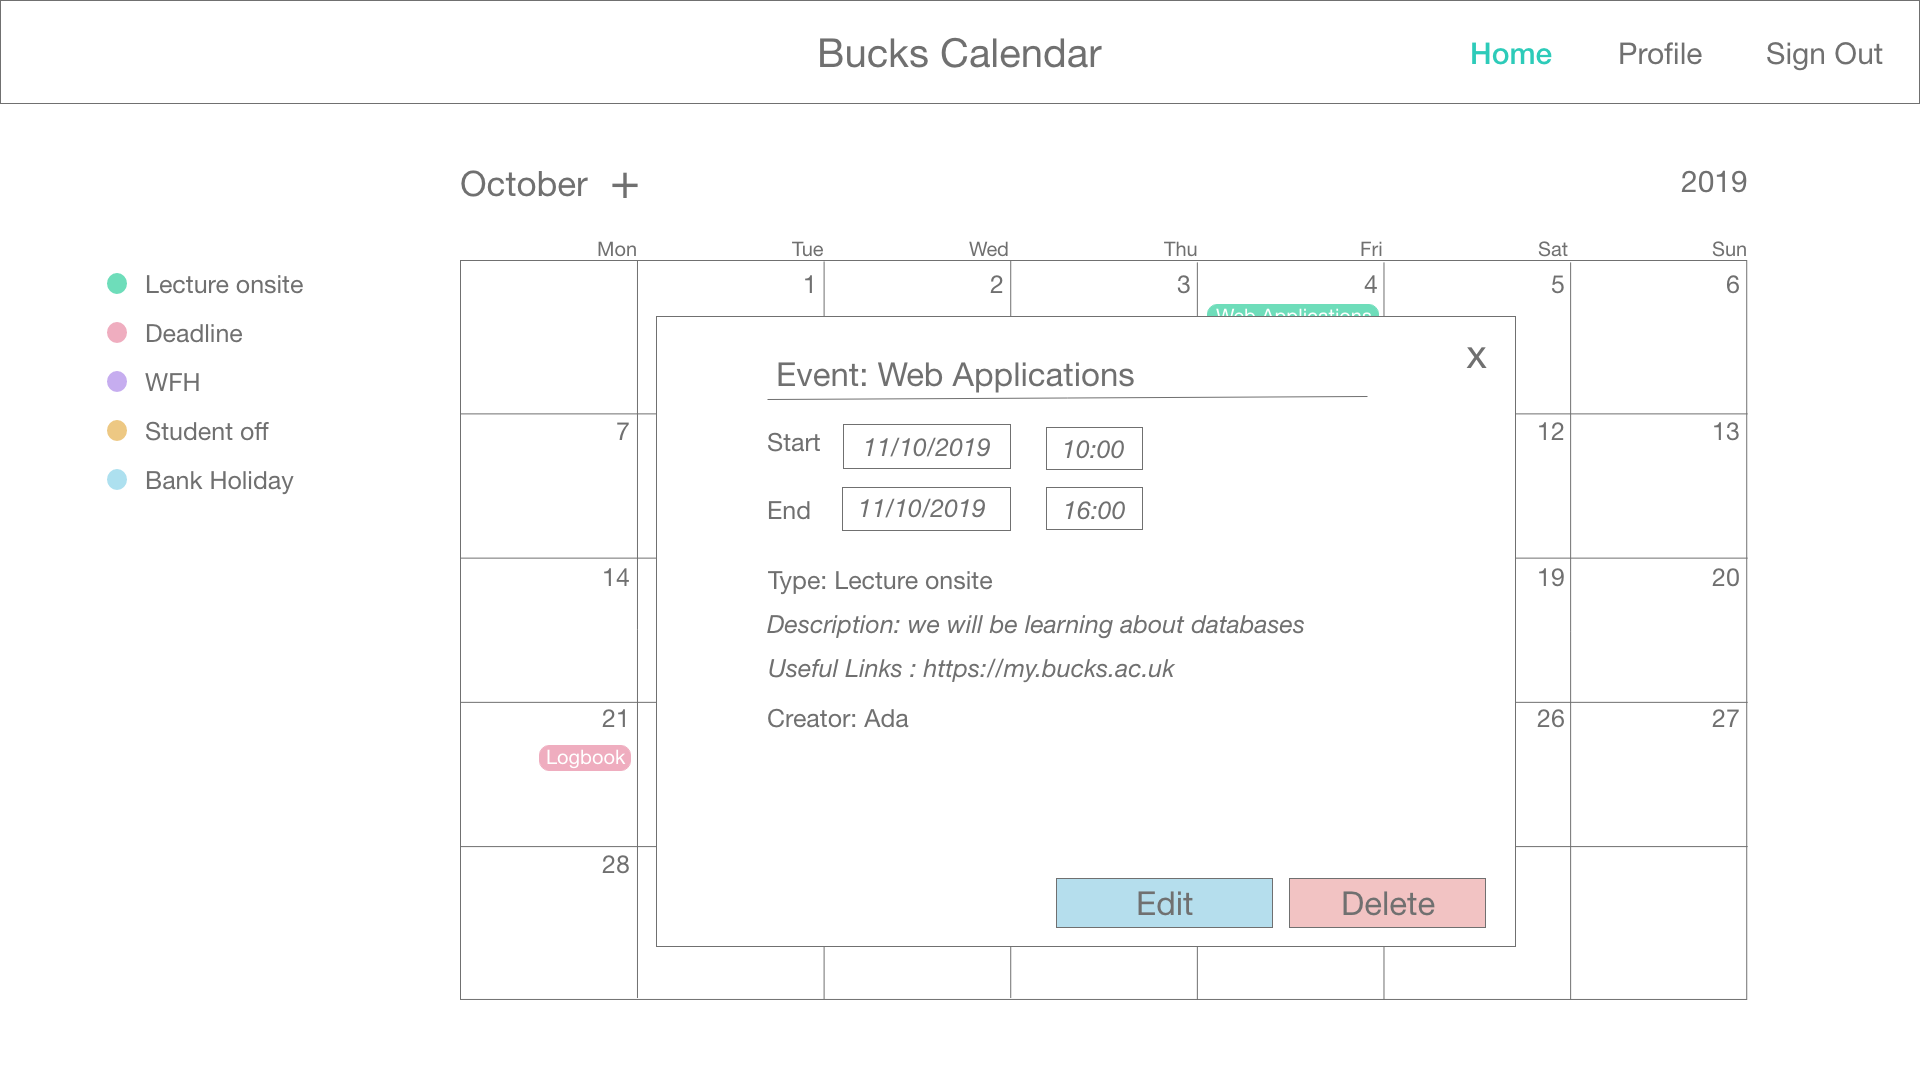 Bucks Calendar
Home Profile Sign Out
October + 2019
Mon Tue Wed Thu Fri Sat Sun
Lecture onsite
Deadline
WFH
Student off
Bank Holiday
1 2 3 4 5 6
Web Applications
7 12 13
14 19 20
21 26 27
Logbook
28
X
Event: Web Applications
Start 11/10/2019 10:00
End 11/10/2019 16:00
Type: Lecture onsite
Description: we will be learning about databases
Useful Links : https://my.bucks.ac.uk
Creator: Ada
Edit Delete